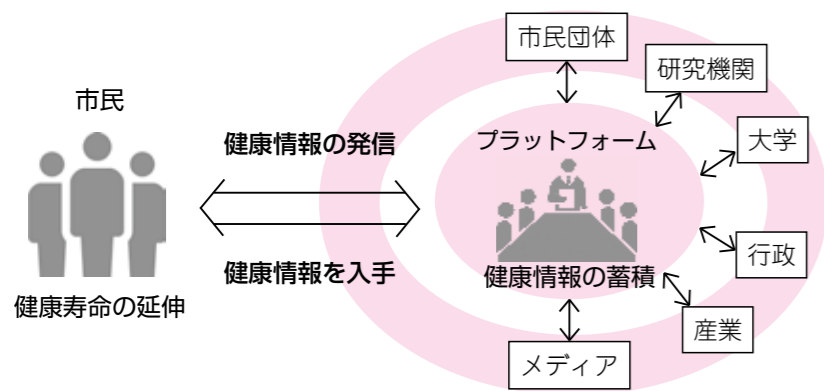 市民
健康寿命の延伸
健康情報の発信
健康情報を入手
プラットフォーム
健康情報の蓄積
市民団体
研究機関
大学
行政
産業
メディア